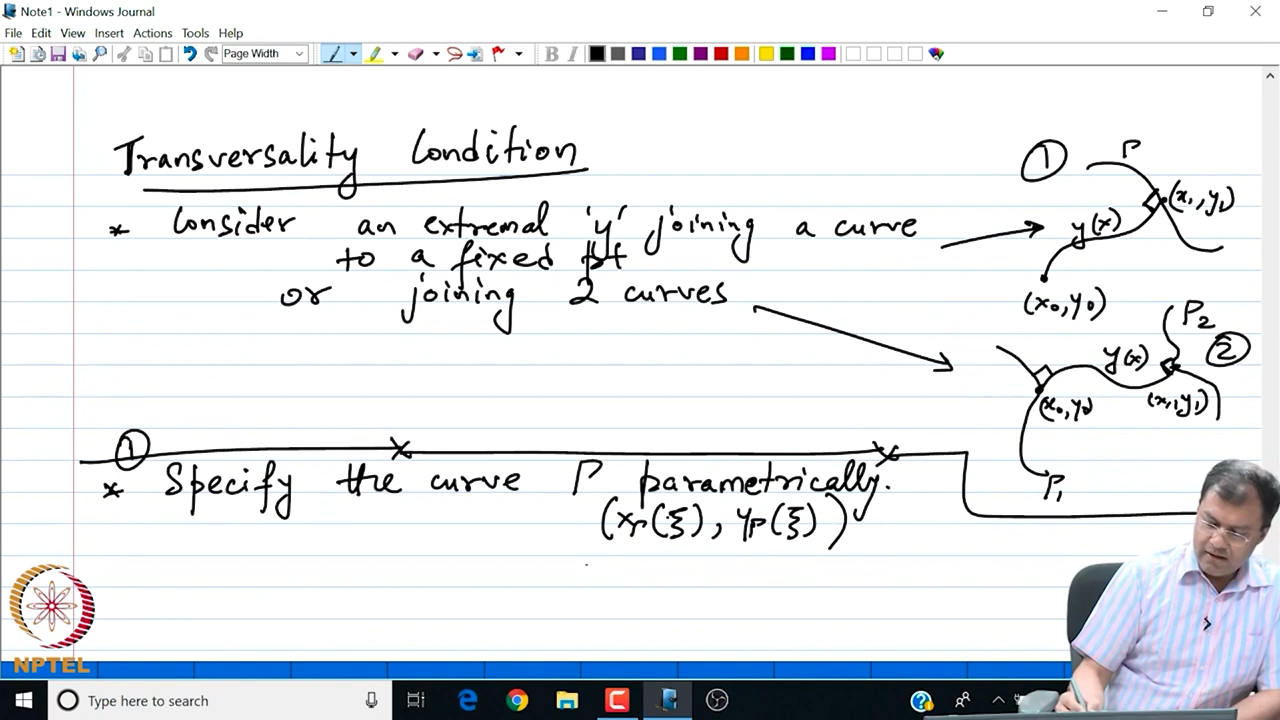 Note1 - Windows Journal
File Edit View Insert Actions Tools Help
Page Width
Transversality Condition
* Consider an extremal 'y' joining a curve
to a fixed pt
or joining 2 curves
① P
(x₁, y₁)
y(x)
(x₀, y₀)
P₂
② y(x)
(x₀, y₀) (x₁, y₁)
P₁
①
* Specify the curve P parametrically.
(xₚ(ξ), yₚ(ξ))
NPTEL
Type here to search